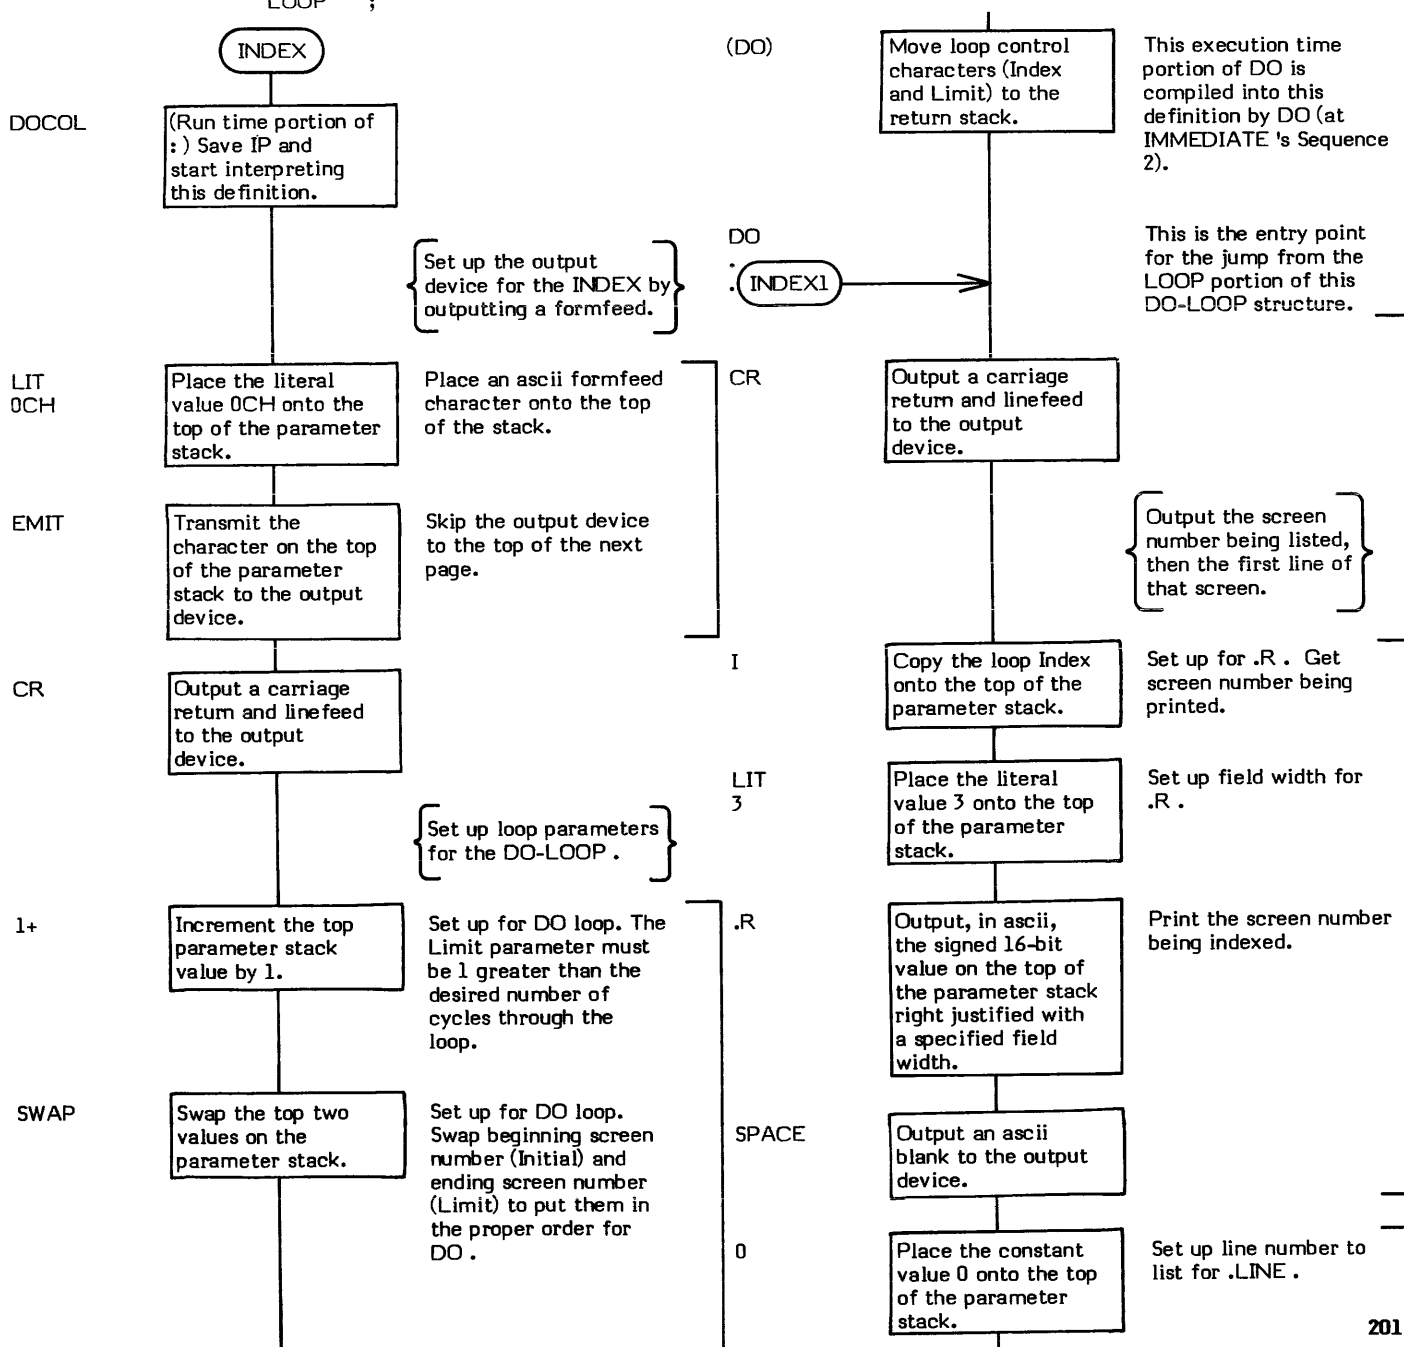 LOOP ;
INDEX
DOCOL
(Run time portion of
: ) Save IP and
start interpreting
this definition.
Set up the output
device for the INDEX by
outputting a formfeed.
LIT
0CH
Place the literal
value 0CH onto the
top of the parameter
stack.
Place an ascii formfeed
character onto the top
of the stack.
EMIT
Transmit the
character on the top
of the parameter
stack to the output
device.
Skip the output device
to the top of the next
page.
CR
Output a carriage
return and linefeed
to the output
device.
Set up loop parameters
for the DO-LOOP .
1+
Increment the top
parameter stack
value by 1.
Set up for DO loop. The
Limit parameter must
be 1 greater than the
desired number of
cycles through the
loop.
SWAP
Swap the top two
values on the
parameter stack.
Set up for DO loop.
Swap beginning screen
number (Initial) and
ending screen number
(Limit) to put them in
the proper order for
DO .
(DO)
Move loop control
characters (Index
and Limit) to the
return stack.
This execution time
portion of DO is
compiled into this
definition by DO (at
IMMEDIATE 's Sequence
2).
DO
.
.
INDEX1
This is the entry point
for the jump from the
LOOP portion of this
DO-LOOP structure.
CR
Output a carriage
return and linefeed
to the output
device.
Output the screen
number being listed,
then the first line of
that screen.
I
Copy the loop Index
onto the top of the
parameter stack.
Set up for .R . Get
screen number being
printed.
LIT
3
Place the literal
value 3 onto the top
of the parameter
stack.
Set up field width for
.R .
.R
Output, in ascii,
the signed 16-bit
value on the top of
the parameter stack
right justified with
a specified field
width.
Print the screen number
being indexed.
SPACE
Output an ascii
blank to the output
device.
0
Place the constant
value 0 onto the top
of the parameter
stack.
Set up line number to
list for .LINE .
201